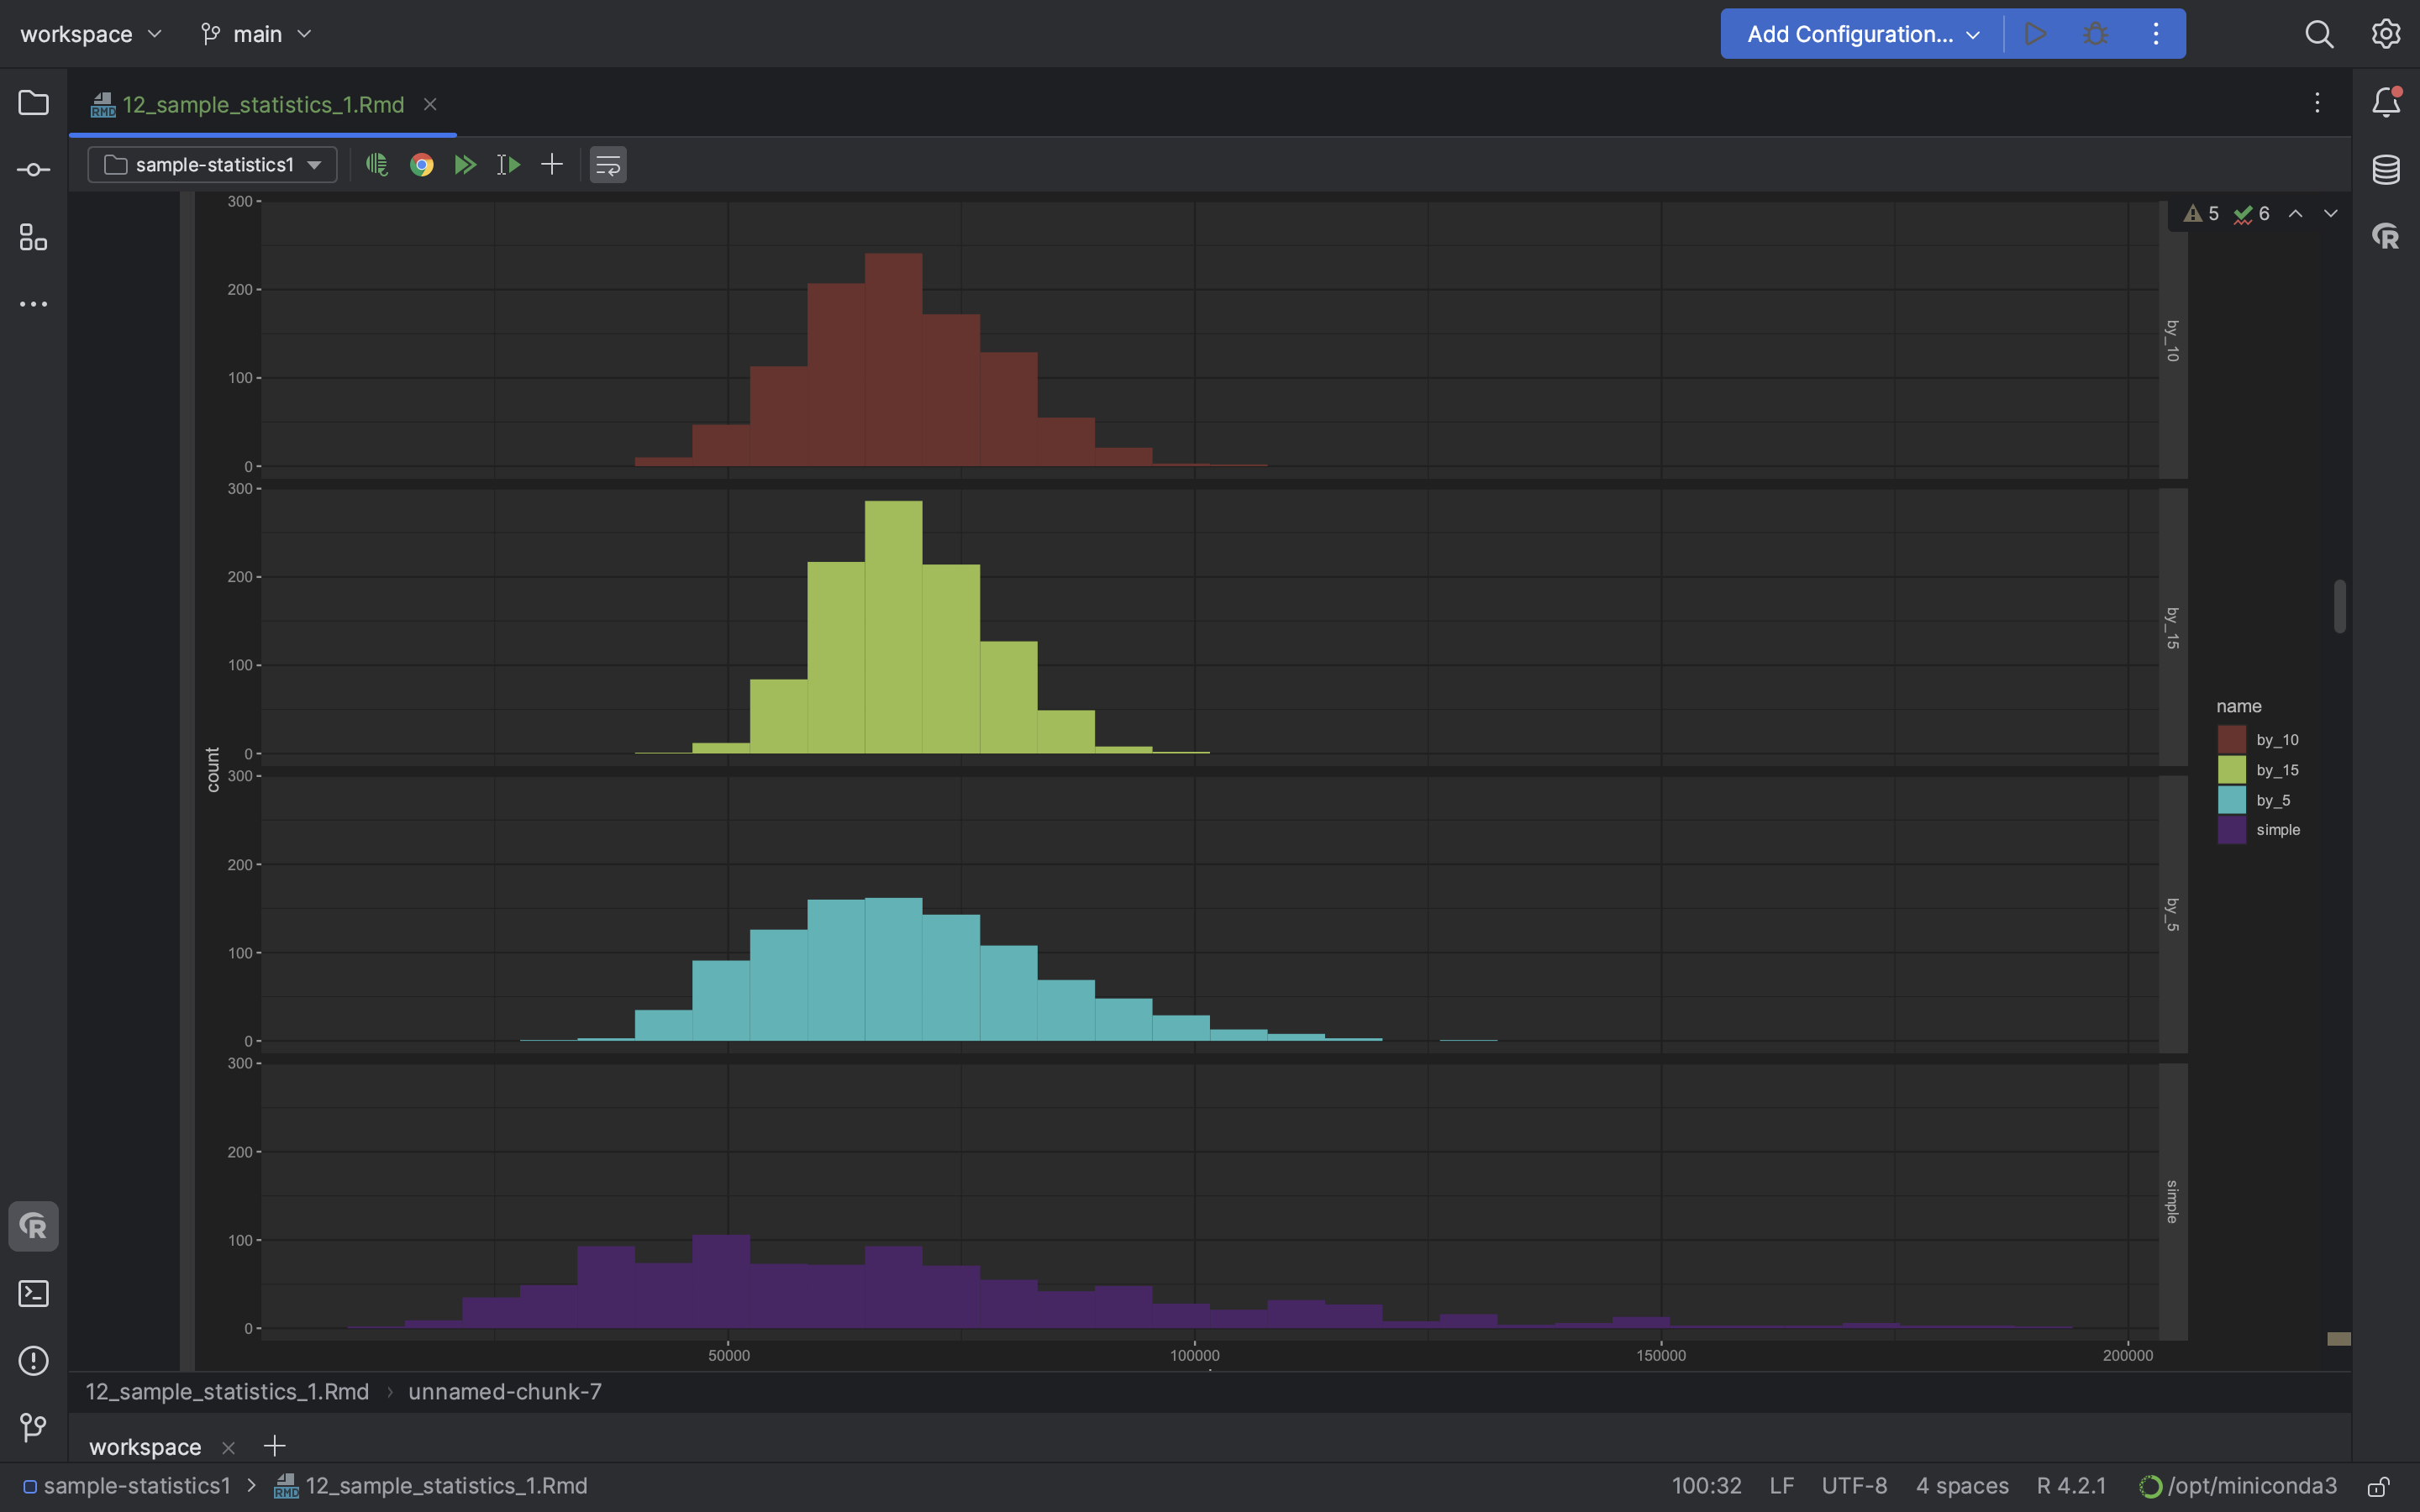 workspace main Add Configuration...
12_sample_statistics_1.Rmd
sample-statistics1
5 6
300
200
100
0
by_10
300
200
100
0
by_15
300
200
100
0
by_5
300
200
100
0
simple
count
50000 100000 150000 200000
name
by_10
by_15
by_5
simple
12_sample_statistics_1.Rmd › unnamed-chunk-7
workspace
sample-statistics1 > 12_sample_statistics_1.Rmd 100:32 LF UTF-8 4 spaces R 4.2.1 /opt/miniconda3